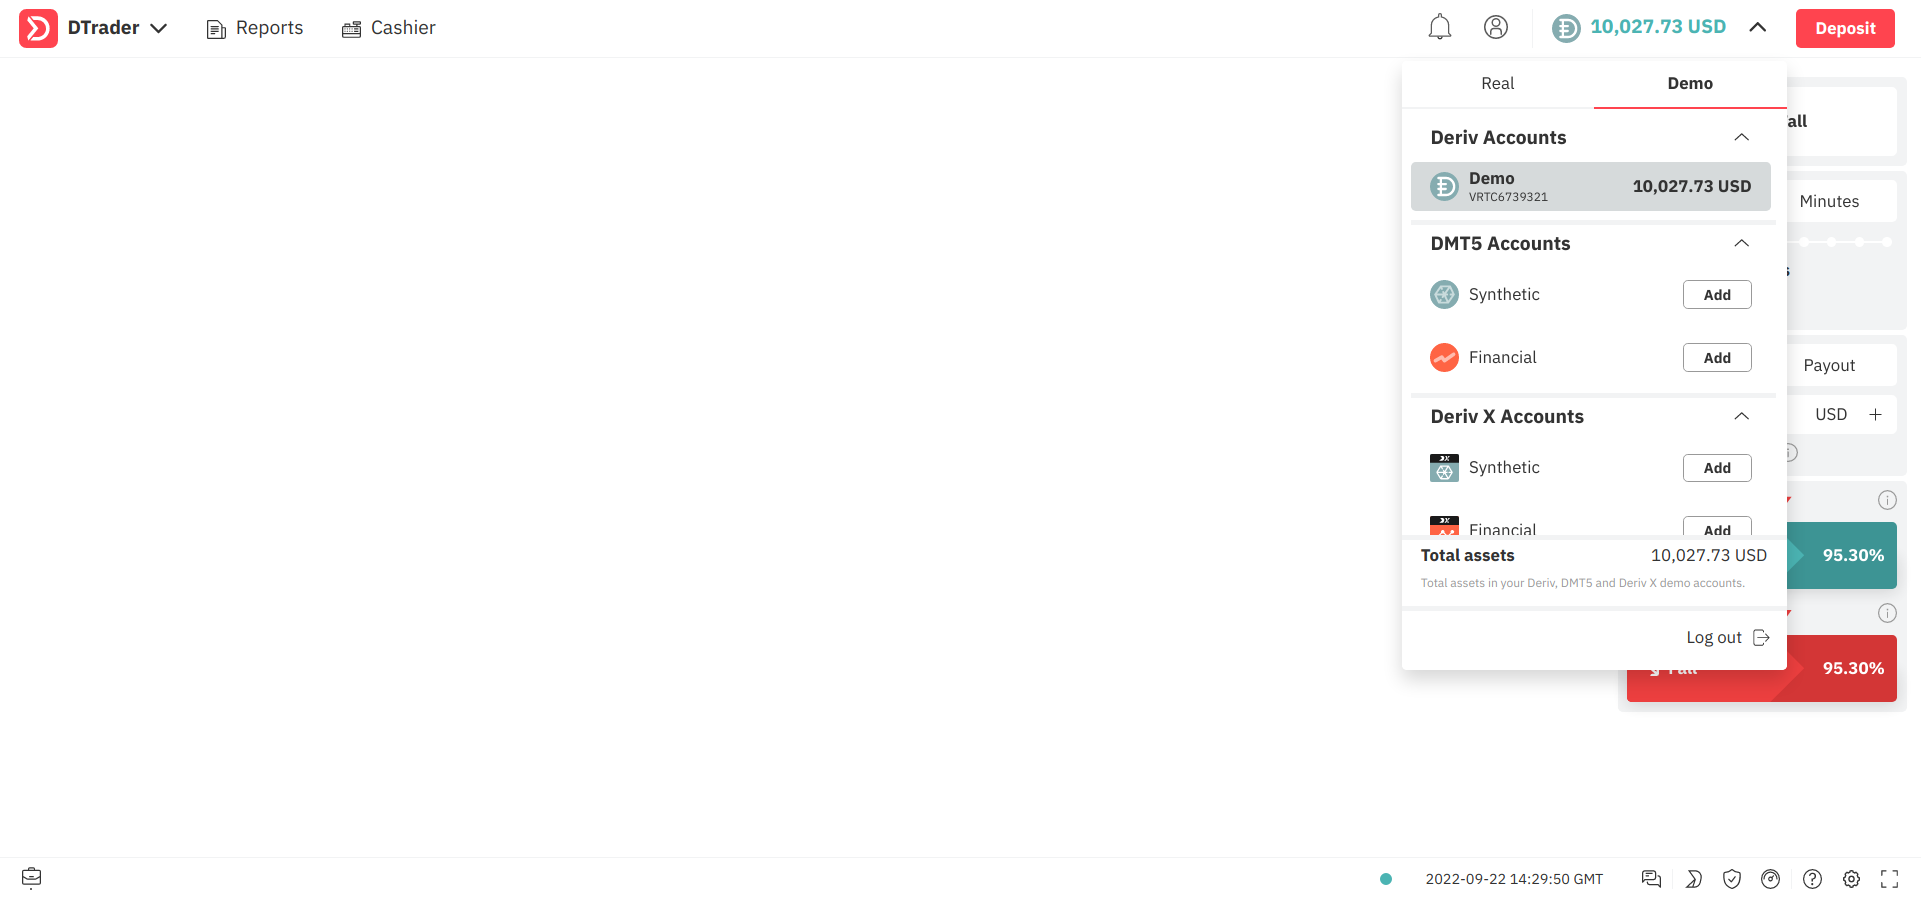 DTrader
Reports
Cashier
10,027.73 USD
Deposit
Real
Demo
Deriv Accounts
Demo
VRTC6739321
10,027.73 USD
DMT5 Accounts
Synthetic
Add
Financial
Add
Deriv X Accounts
Synthetic
Add
Financial
Add
Total assets
10,027.73 USD
Total assets in your Deriv, DMT5 and Deriv X demo accounts.
Log out
all
Minutes
s
Payout
USD +
95.30%
Fall
95.30%
2022-09-22 14:29:50 GMT